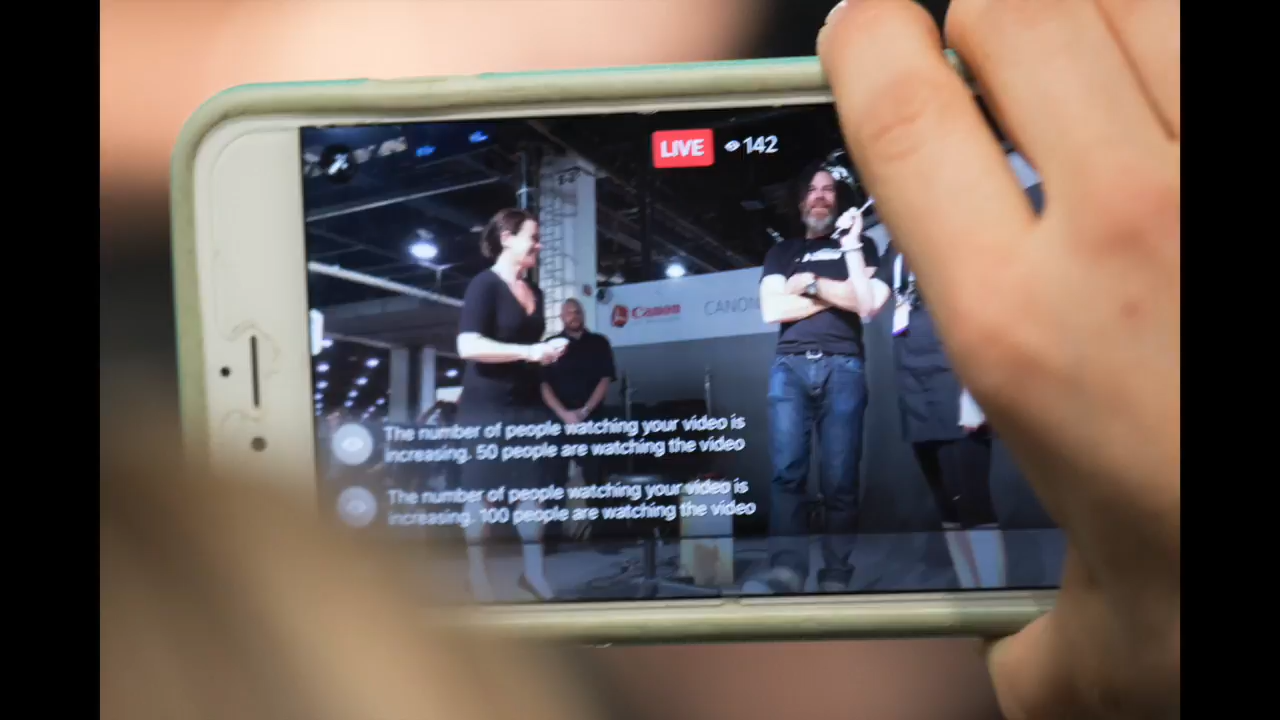 LIVE 142
Canon CANON
The number of people watching your video is
increasing. 50 people are watching the video
The number of people watching your video is
increasing. 100 people are watching the video